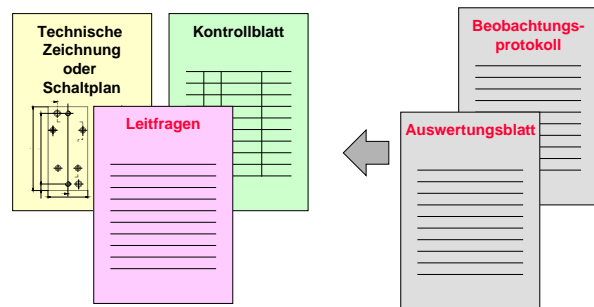 Technische
Zeichnung
oder
Schaltplan
Kontrollblatt
Leitfragen
Beobachtungs-
protokoll
Auswertungsblatt